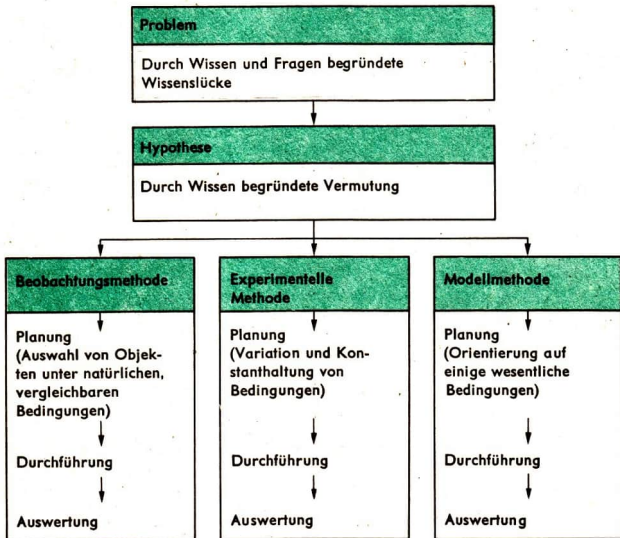 Problem
Durch Wissen und Fragen begründete
Wissenslücke
Hypothese
Durch Wissen begründete Vermutung
Beobachtungsmethode
Planung
(Auswahl von Objek-
ten unter natürlichen,
vergleichbaren
Bedingungen)
Durchführung
Auswertung
Experimentelle
Methode
Planung
(Variation und Kon-
stanthaltung von
Bedingungen)
Durchführung
Auswertung
Modellmethode
Planung
(Orientierung auf
einige wesentliche
Bedingungen)
Durchführung
Auswertung